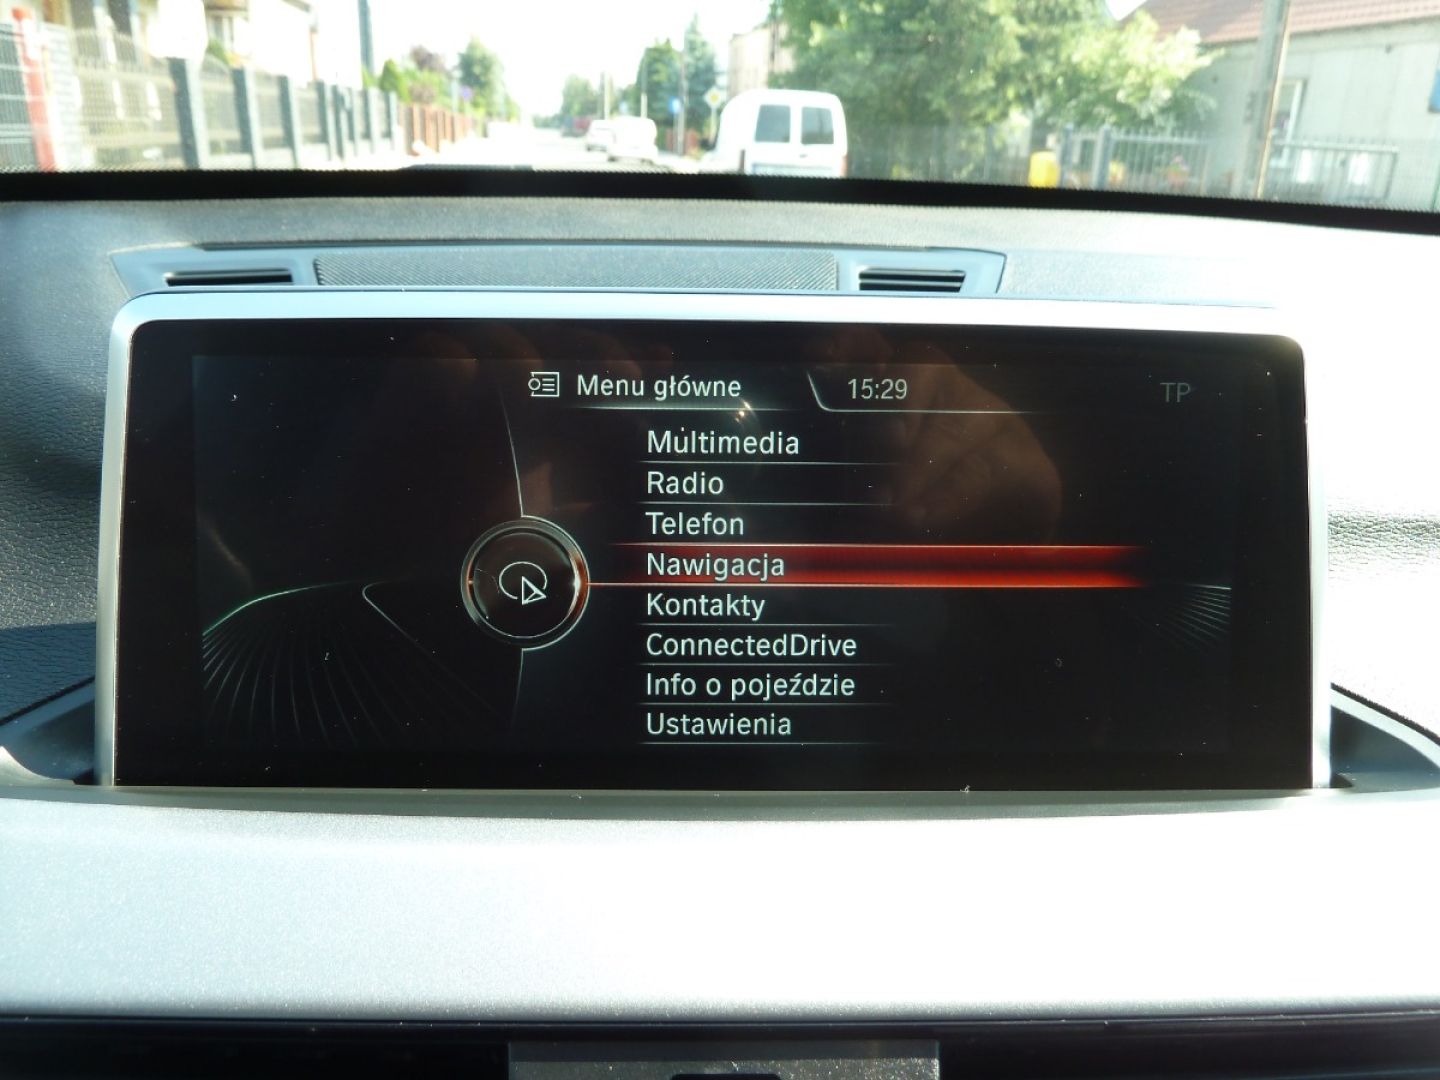 Menu główne
15:29
TP
Multimedia
Radio
Telefon
Nawigacja
Kontakty
ConnectedDrive
Info o pojeździe
Ustawienia